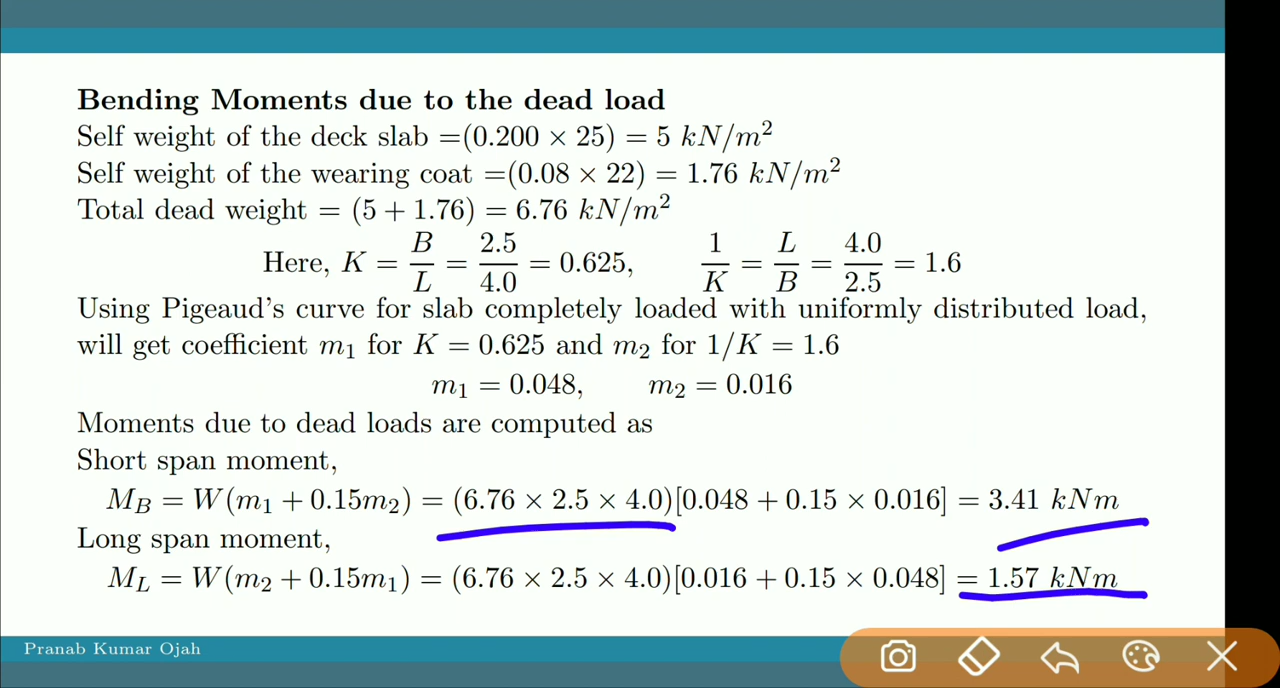 Bending Moments due to the dead load
Self weight of the deck slab =(0.200 × 25) = 5 kN/m²
Self weight of the wearing coat =(0.08 × 22) = 1.76 kN/m²
Total dead weight = (5 + 1.76) = 6.76 kN/m²
Here, K = B/L = 2.5/4.0 = 0.625, 1/K = L/B = 4.0/2.5 = 1.6
Using Pigeaud's curve for slab completely loaded with uniformly distributed load,
will get coefficient m₁ for K = 0.625 and m₂ for 1/K = 1.6
m₁ = 0.048, m₂ = 0.016
Moments due to dead loads are computed as
Short span moment,
M_B = W(m₁ + 0.15m₂) = (6.76 × 2.5 × 4.0)[0.048 + 0.15 × 0.016] = 3.41 kNm
Long span moment,
M_L = W(m₂ + 0.15m₁) = (6.76 × 2.5 × 4.0)[0.016 + 0.15 × 0.048] = 1.57 kNm
Pranab Kumar Ojah